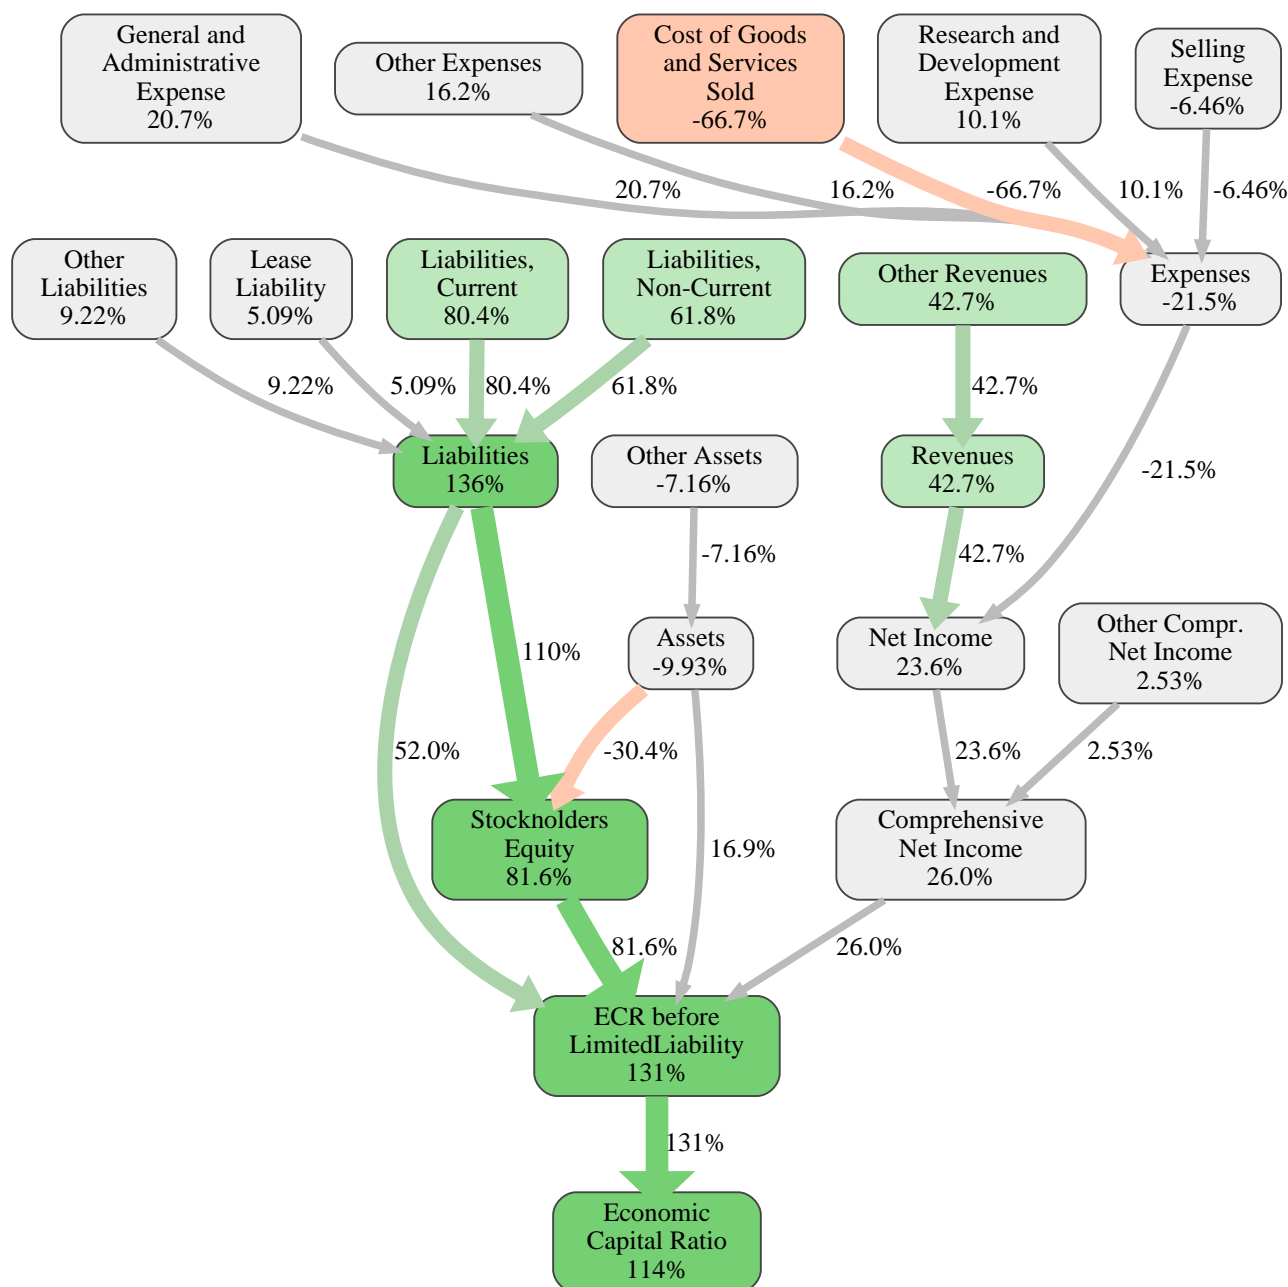 General and
Administrative
Expense
20.7%
Other Expenses
16.2%
Cost of Goods
and Services
Sold
-66.7%
Research and
Development
Expense
10.1%
Selling
Expense
-6.46%
20.7%
16.2%
-66.7%
10.1%
-6.46%
Other
Liabilities
9.22%
Lease
Liability
5.09%
Liabilities,
Current
80.4%
Liabilities,
Non-Current
61.8%
Other Revenues
42.7%
Expenses
-21.5%
9.22%
5.09%
80.4%
61.8%
42.7%
Liabilities
136%
Other Assets
-7.16%
Revenues
42.7%
-21.5%
-7.16%
42.7%
110%
Assets
-9.93%
Net Income
23.6%
Other Compr.
Net Income
2.53%
52.0%
-30.4%
23.6%
2.53%
Stockholders
Equity
81.6%
16.9%
Comprehensive
Net Income
26.0%
81.6%
26.0%
ECR before
LimitedLiability
131%
131%
Economic
Capital Ratio
114%